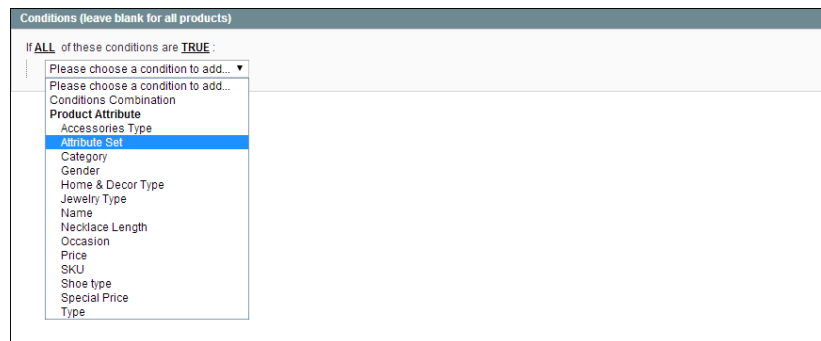 Conditions (leave blank for all products)
If ALL of these conditions are TRUE :
Please choose a condition to add...
Please choose a condition to add...
Conditions Combination
Product Attribute
Accessories Type
Attribute Set
Category
Gender
Home & Decor Type
Jewelry Type
Name
Necklace Length
Occasion
Price
SKU
Shoe type
Special Price
Type